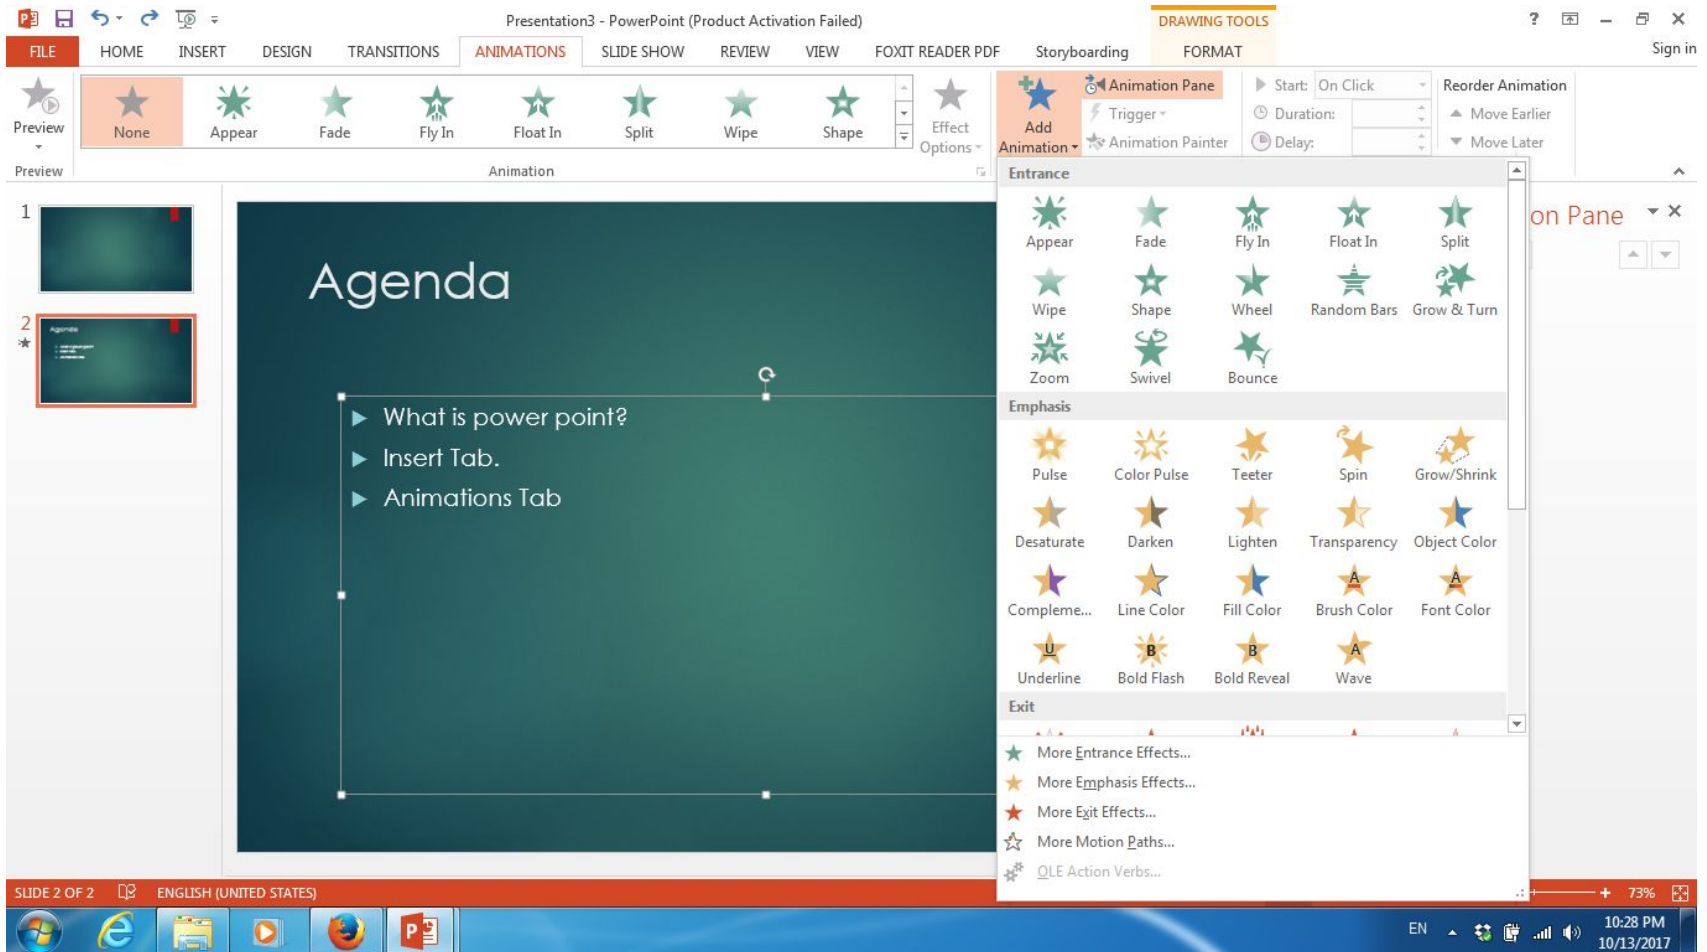 Presentation3 - PowerPoint (Product Activation Failed)
DRAWING TOOLS
?
FILE HOME INSERT DESIGN TRANSITIONS ANIMATIONS SLIDE SHOW REVIEW VIEW FOXIT READER PDF Storyboarding FORMAT
Sign in
Preview
None Appear Fade Fly In Float In Split Wipe Shape
Effect Options
Add Animation
Animation Pane
Trigger
Animation Painter
Start: On Click
Duration:
Delay:
Reorder Animation
Move Earlier
Move Later
Preview
Animation
1
2
Agenda
Agenda
What is power point?
Insert Tab.
Animations Tab
Entrance
Appear Fade Fly In Float In Split
Wipe Shape Wheel Random Bars Grow & Turn
Zoom Swivel Bounce
Emphasis
Pulse Color Pulse Teeter Spin Grow/Shrink
Desaturate Darken Lighten Transparency Object Color
Compleme... Line Color Fill Color Brush Color Font Color
Underline Bold Flash Bold Reveal Wave
Exit
More Entrance Effects...
More Emphasis Effects...
More Exit Effects...
More Motion Paths...
OLE Action Verbs...
on Pane
SLIDE 2 OF 2 ENGLISH (UNITED STATES)
73%
EN
10:28 PM
10/13/2017